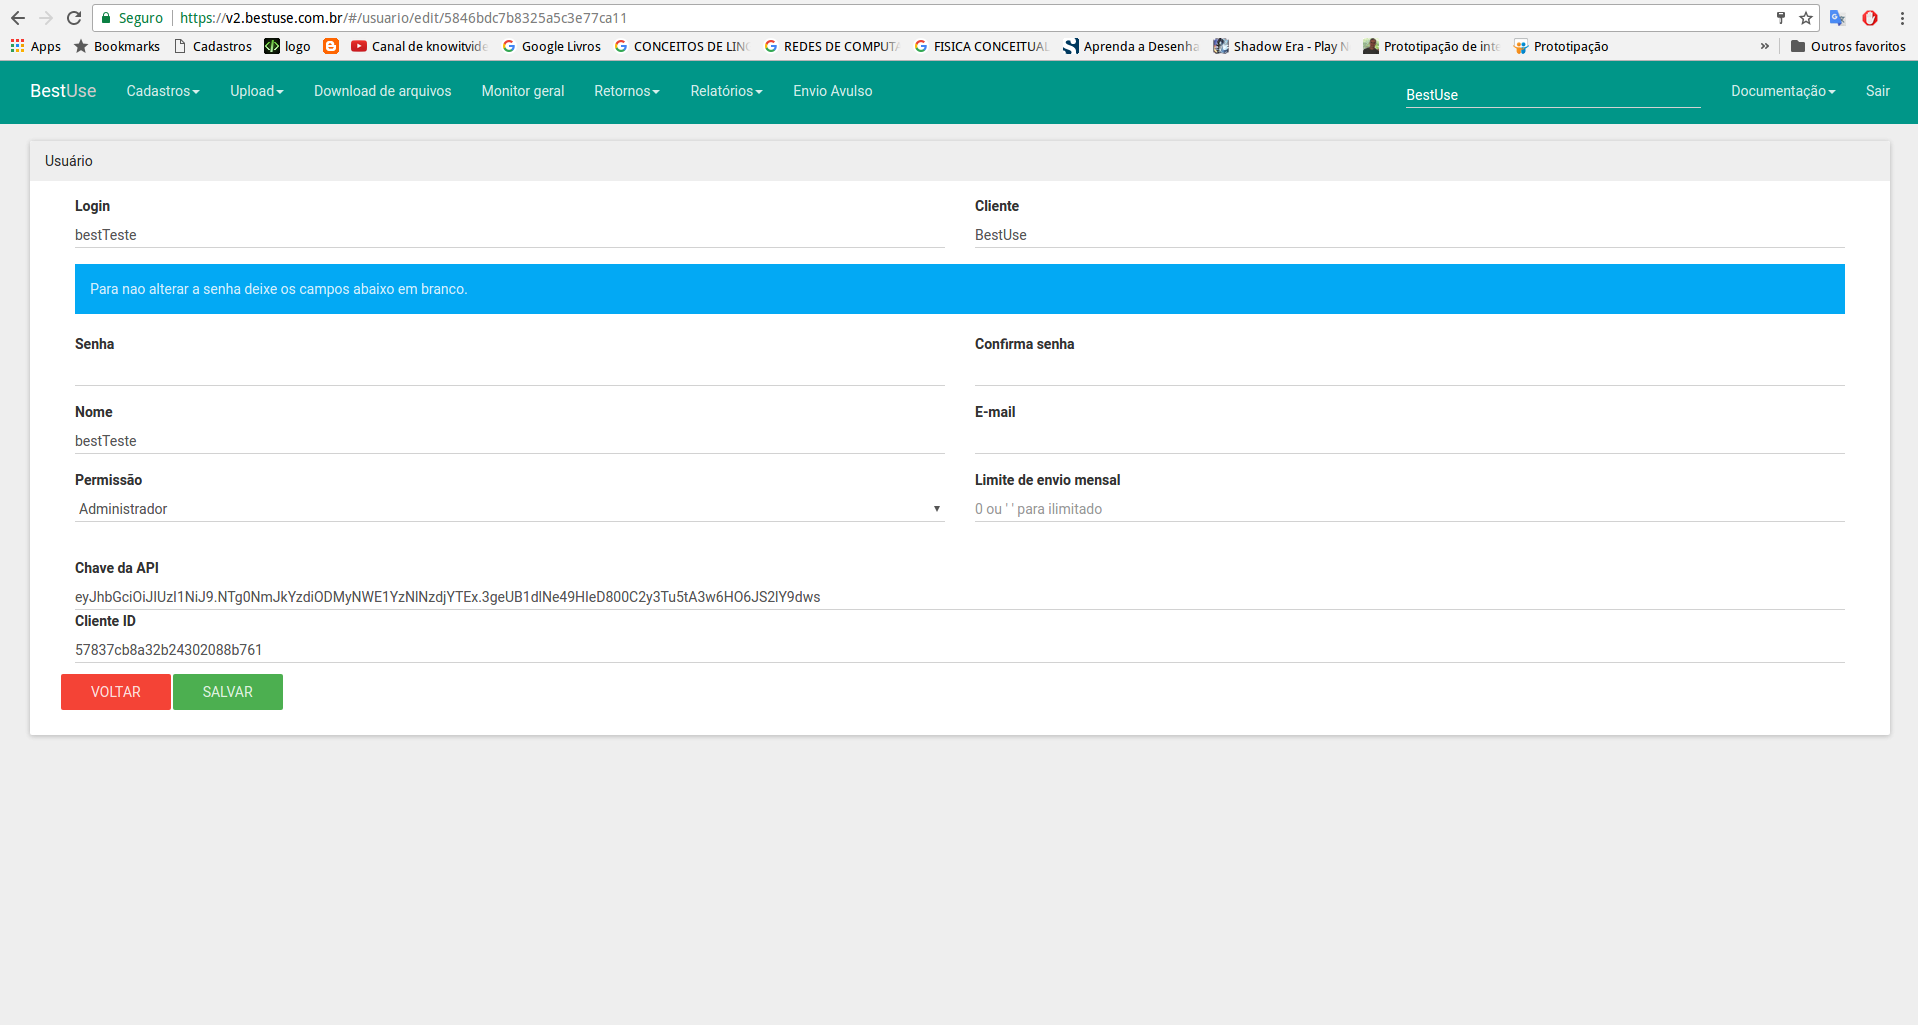 Seguro https://v2.bestuse.com.br/#/usuario/edit/5846bdc7b8325a5c3e77ca11
Apps Bookmarks Cadastros logo Canal de knowitvide Google Livros CONCEITOS DE LIN REDES DE COMPUTA FISICA CONCEITUAL Aprenda a Desenha Shadow Era - Play N Prototipação de inte Prototipação » Outros favoritos
BestUse Cadastros Upload Download de arquivos Monitor geral Retornos Relatórios Envio Avulso BestUse Documentação Sair
Usuário
Login Cliente
bestTeste BestUse
Para nao alterar a senha deixe os campos abaixo em branco.
Senha Confirma senha
Nome E-mail
bestTeste
Permissão Limite de envio mensal
Administrador 0 ou ' ' para ilimitado
Chave da API
eyJhbGciOiJIUzI1NiJ9.NTg0NmJkYzdiODMyNWE1YzNlNzdjYTEx.3geUB1dINe49HIeD800C2y3Tu5tA3w6HO6JS2lY9dws
Cliente ID
57837cb8a32b24302088b761
VOLTAR SALVAR